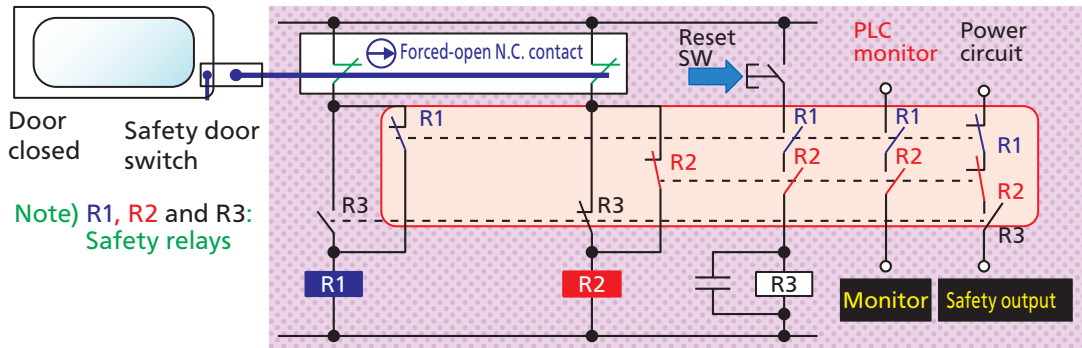 Forced-open N.C. contact
Reset
SW
PLC
monitor
Power
circuit
Door
closed
Safety door
switch
R1
R1
R1
R1
R2
R2
R2
R2
R3
R3
R3
Note) R1, R2 and R3:
Safety relays
R1
R2
R3
Monitor
Safety output